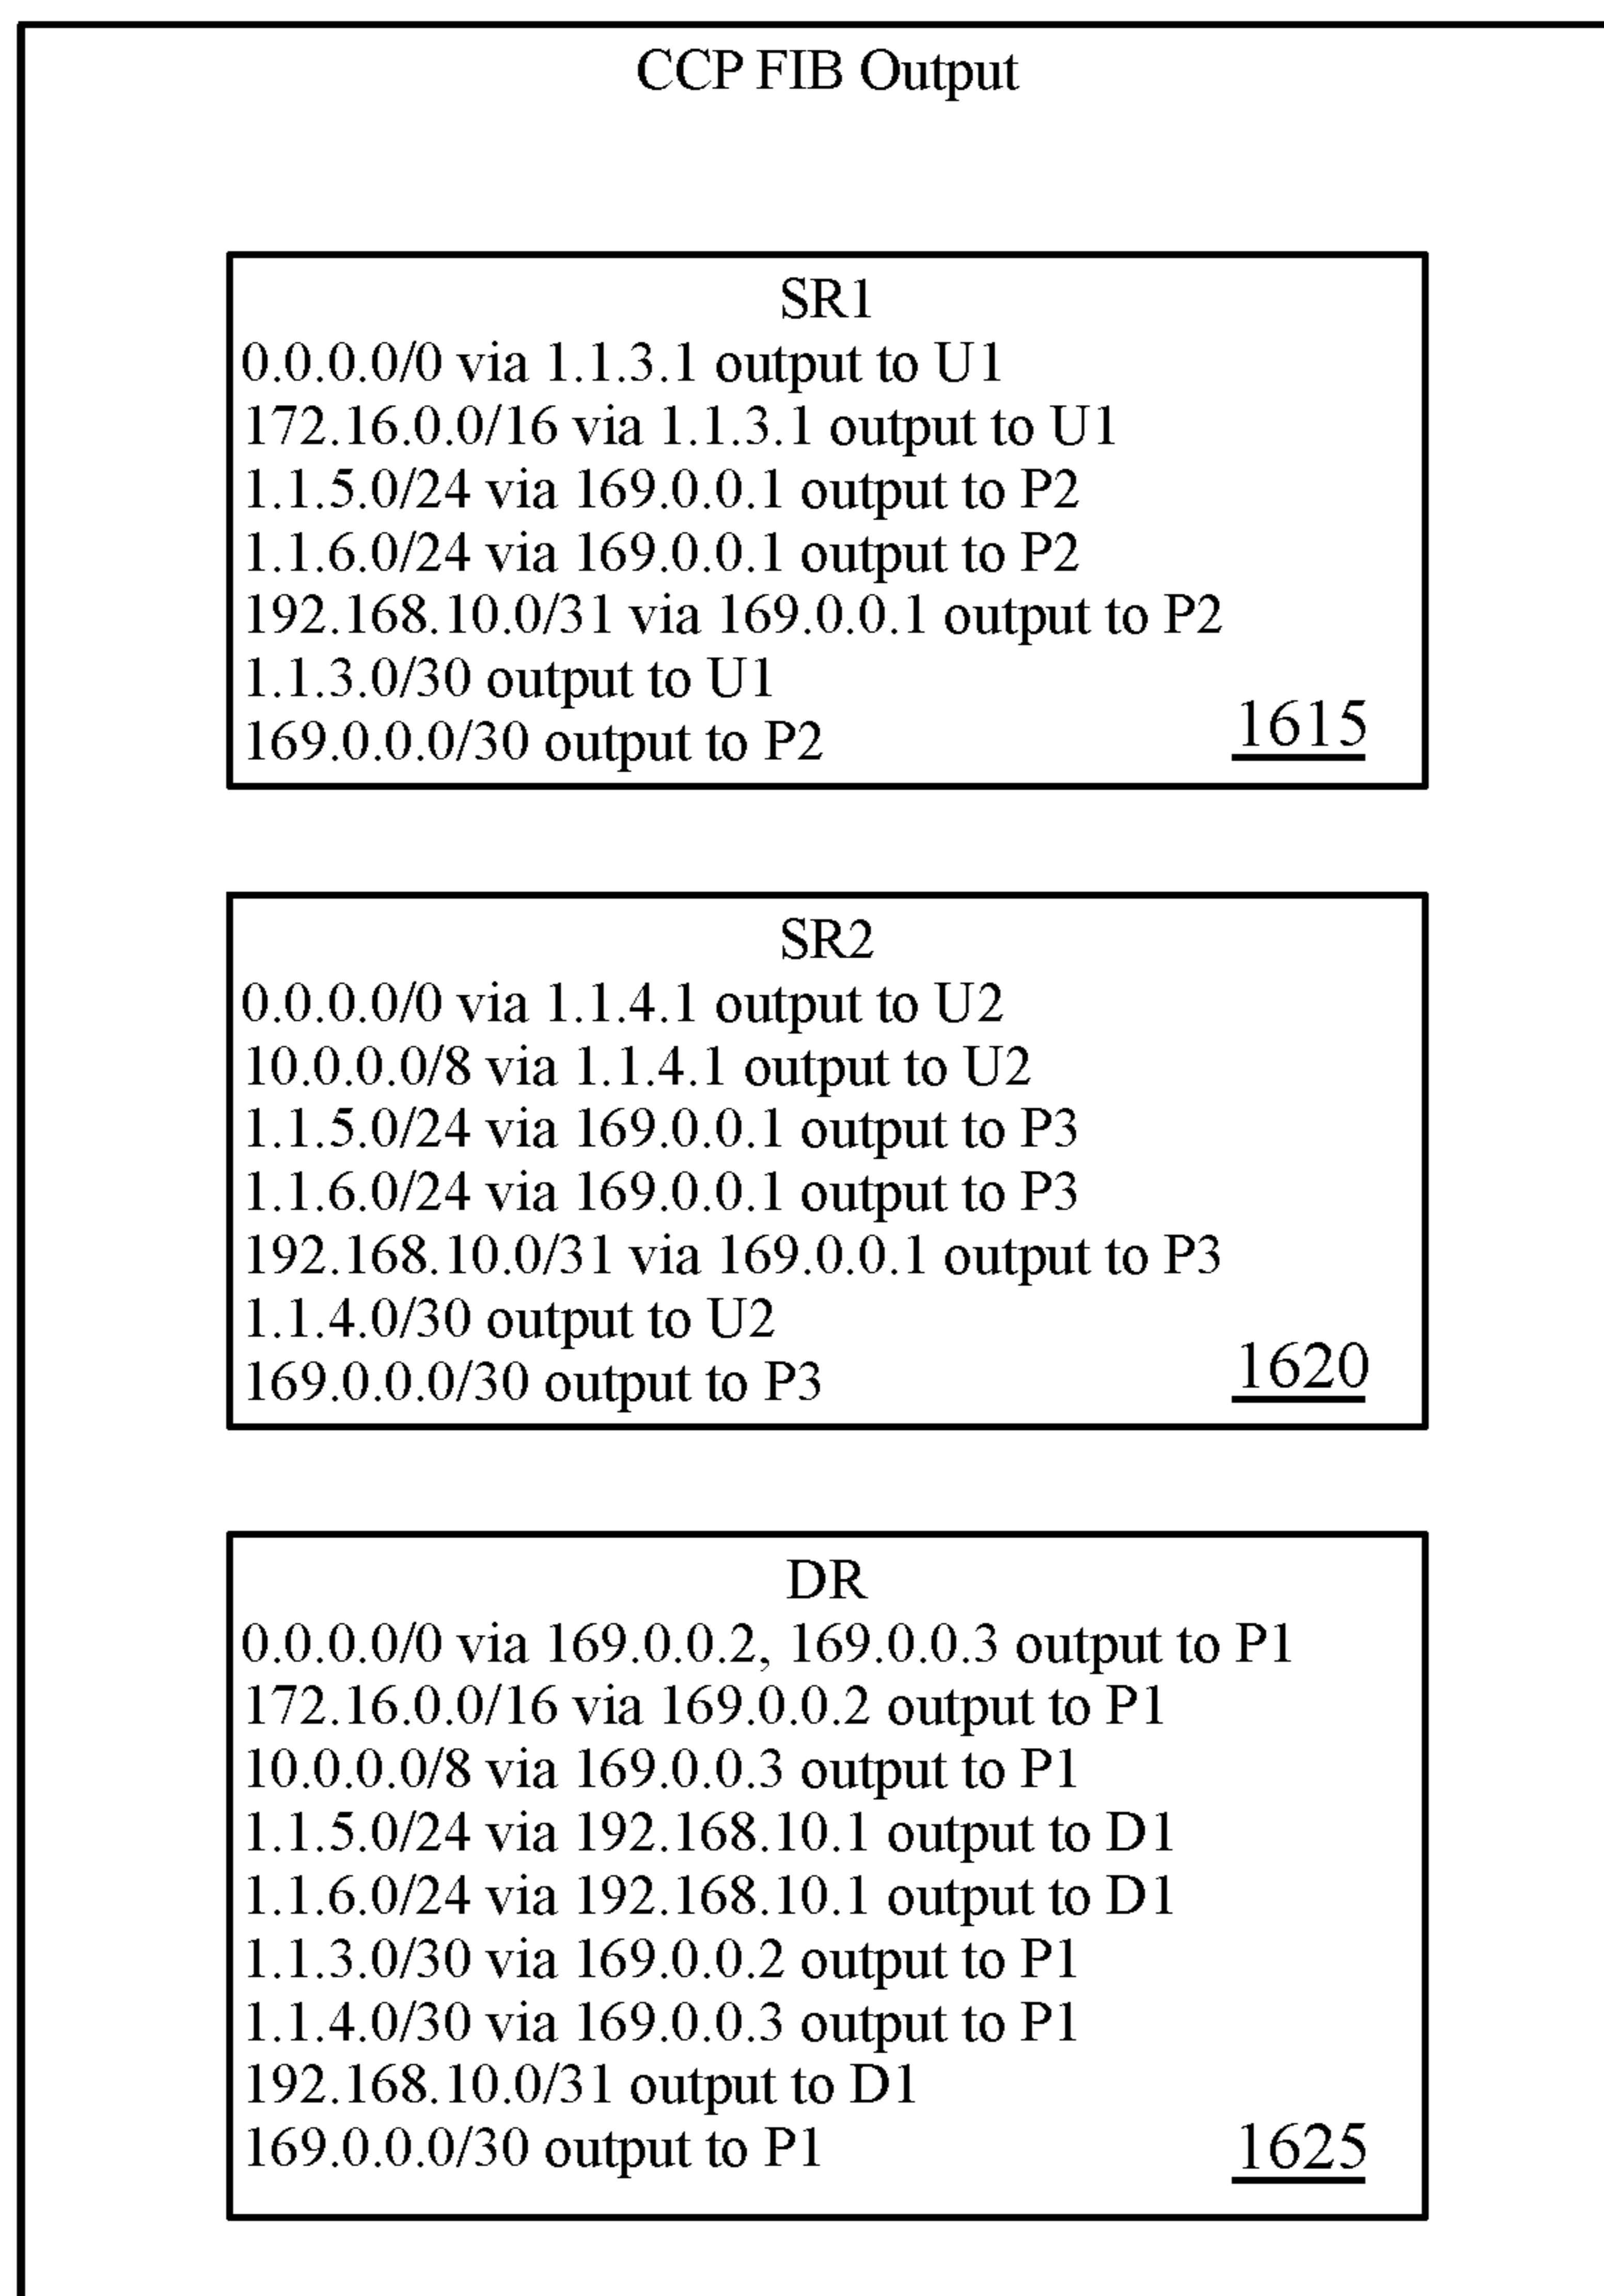 CCP FIB Output
SR1
0.0.0.0/0 via 1.1.3.1 output to U1
172.16.0.0/16 via 1.1.3.1 output to U1
1.1.5.0/24 via 169.0.0.1 output to P2
1.1.6.0/24 via 169.0.0.1 output to P2
192.168.10.0/31 via 169.0.0.1 output to P2
1.1.3.0/30 output to U1
169.0.0.0/30 output to P2
1615
SR2
0.0.0.0/0 via 1.1.4.1 output to U2
10.0.0.0/8 via 1.1.4.1 output to U2
1.1.5.0/24 via 169.0.0.1 output to P3
1.1.6.0/24 via 169.0.0.1 output to P3
192.168.10.0/31 via 169.0.0.1 output to P3
1.1.4.0/30 output to U2
169.0.0.0/30 output to P3
1620
DR
0.0.0.0/0 via 169.0.0.2, 169.0.0.3 output to P1
172.16.0.0/16 via 169.0.0.2 output to P1
10.0.0.0/8 via 169.0.0.3 output to P1
1.1.5.0/24 via 192.168.10.1 output to D1
1.1.6.0/24 via 192.168.10.1 output to D1
1.1.3.0/30 via 169.0.0.2 output to P1
1.1.4.0/30 via 169.0.0.3 output to P1
192.168.10.0/31 output to D1
169.0.0.0/30 output to P1
1625